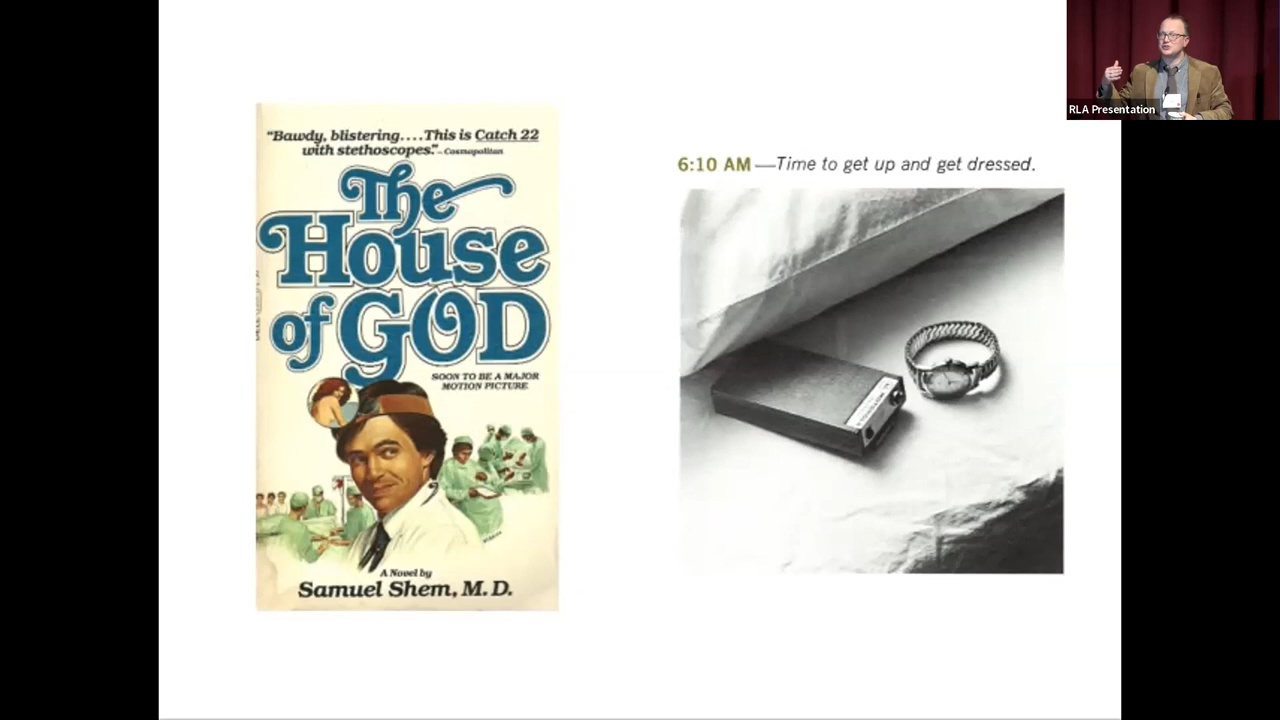 RLA Presentation
"Bawdy, blistering....This is Catch 22
with stethoscopes." – Cosmopolitan
The
House
of GOD
SOON TO BE A MAJOR
MOTION PICTURE
A Novel by
Samuel Shem, M.D.
6:10 AM—Time to get up and get dressed.